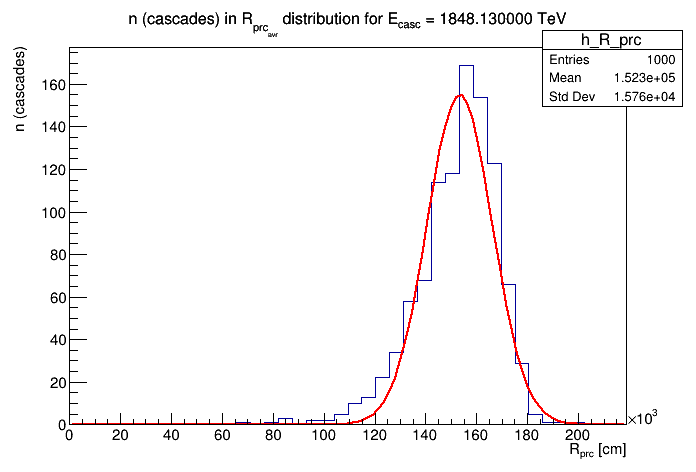 n (cascades) in R_prc_avr distribution for E_casc = 1848.130000 TeV
h_R_prc
Entries 1000
Mean 1.523e+05
Std Dev 1.576e+04
n (cascades)
160
140
120
100
80
60
40
20
0
0 20 40 60 80 100 120 140 160 180 200
×10³
R_prc [cm]